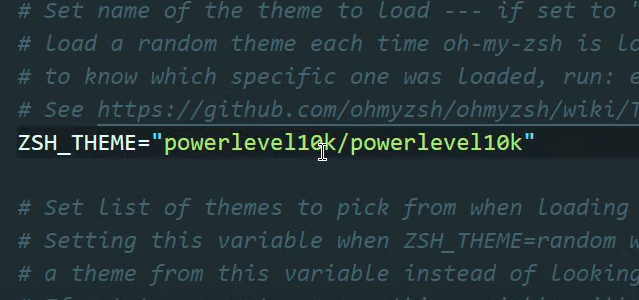 # Set name of the theme to load --- if set to "
# load a random theme each time oh-my-zsh is lo
# to know which specific one was loaded, run: e
# See https://github.com/ohmyzsh/ohmyzsh/wiki/T
ZSH_THEME="powerlevel10k/powerlevel10k"
# Set list of themes to pick from when loading
# Setting this variable when ZSH_THEME=random w
# a theme from this variable instead of looking